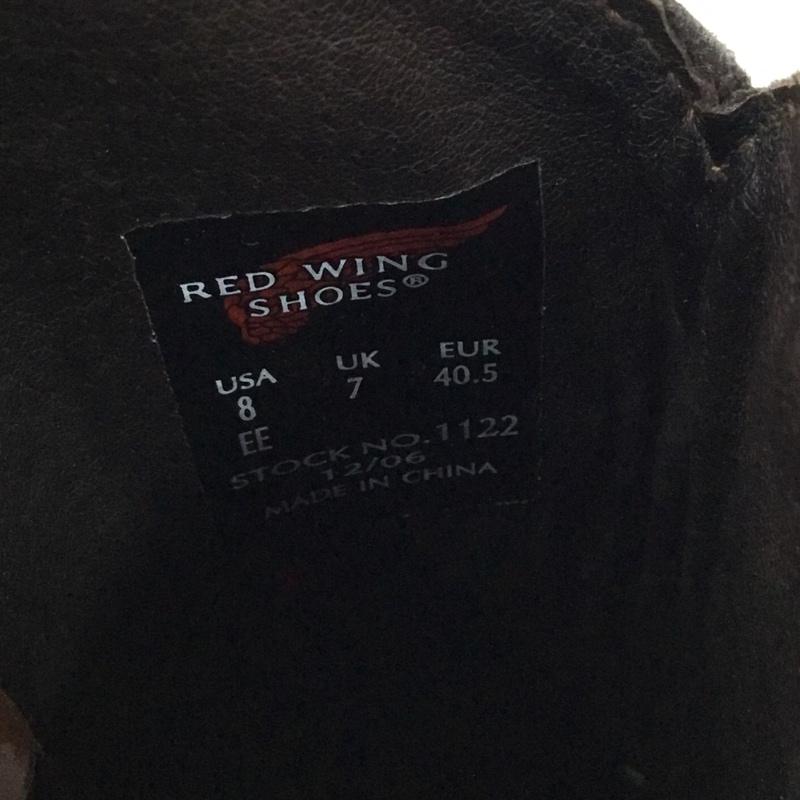 RED WING
SHOES®
USA UK EUR
8 7 40.5
EE
STOCK NO. 1122
12/06
MADE IN CHINA